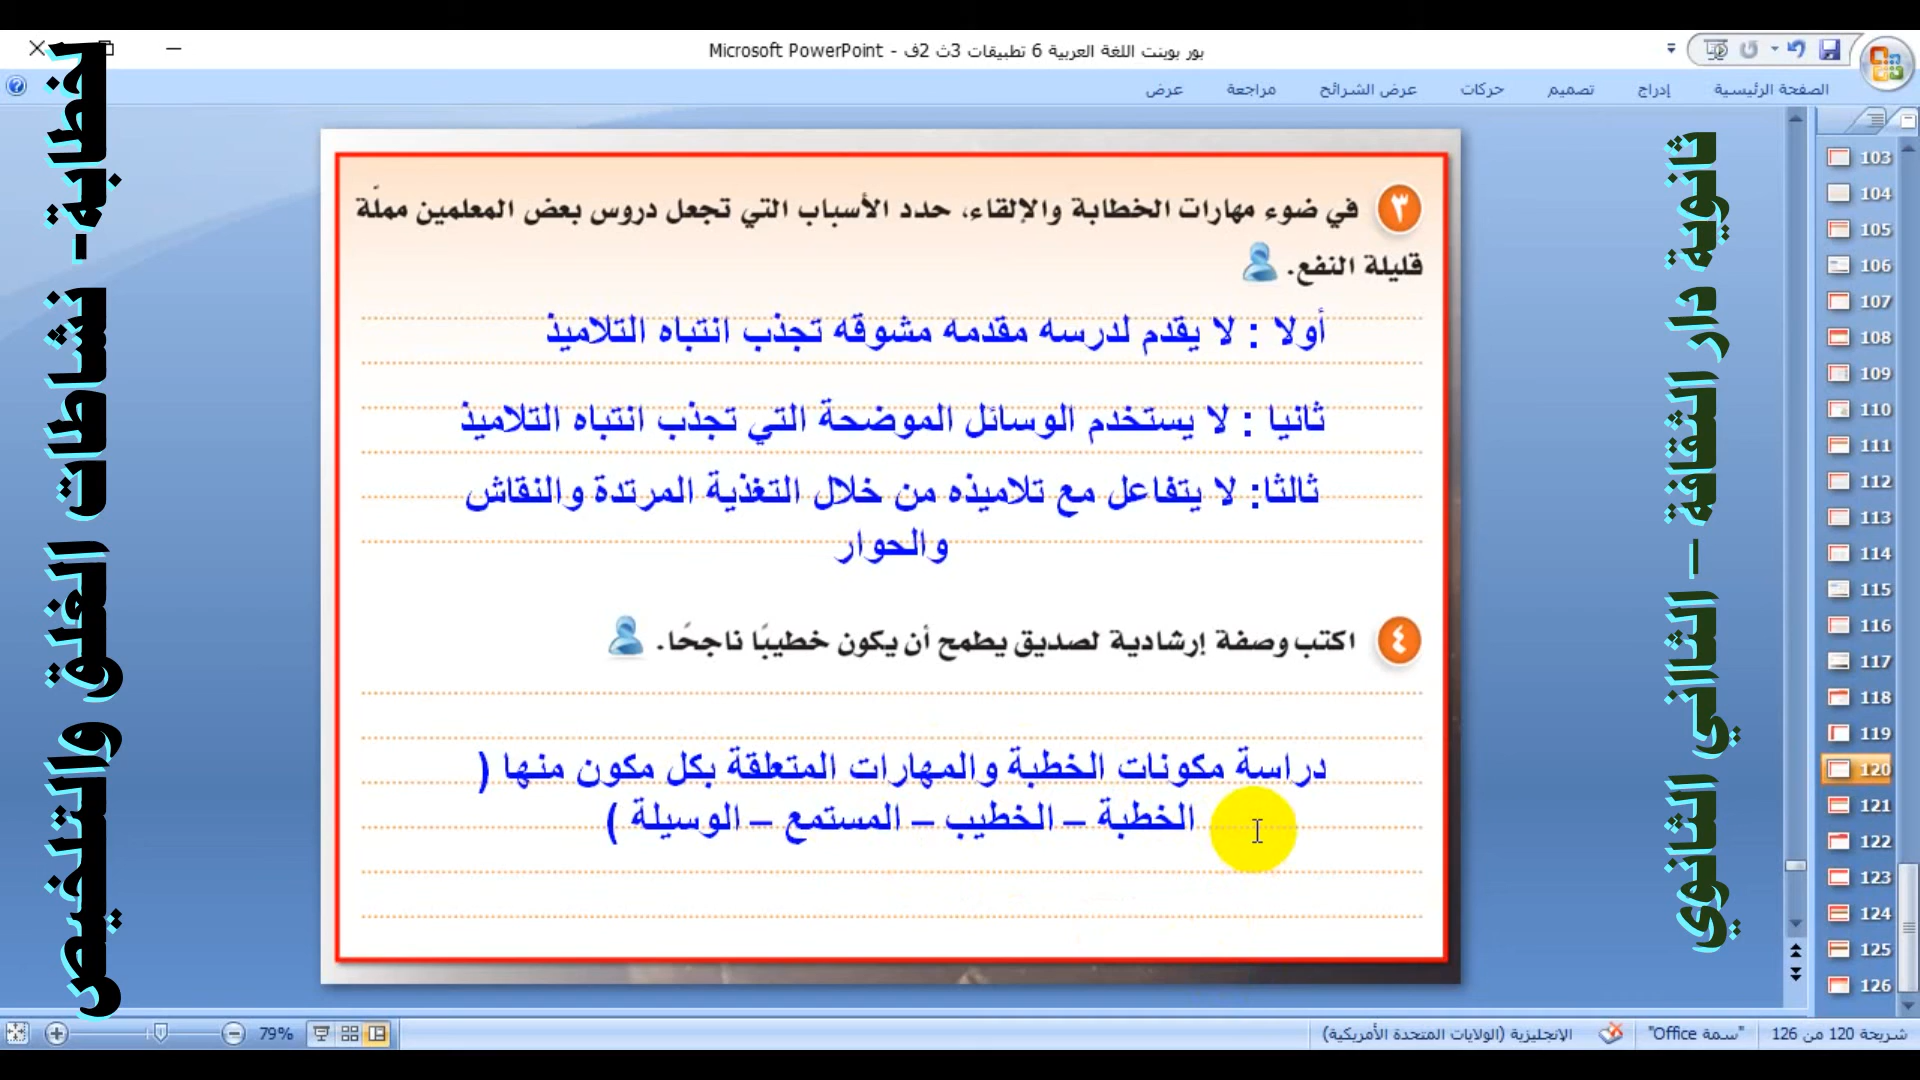 بور بوينت اللغة العربية 6 تطبيقات 3ث 2ف - Microsoft PowerPoint
الصفحة الرئيسية
إدراج
تصميم
حركات
عرض الشرائح
مراجعة
عرض
ثانوية دار الثقافة – الثاني الثانوي
لخطابة- نشاطات الغلق والتلخيص
٣ في ضوء مهارات الخطابة والإلقاء، حدد الأسباب التي تجعل دروس بعض المعلمين مملّة
قليلة النفع.
أولا : لا يقدم لدرسه مقدمه مشوقه تجذب انتباه التلاميذ
ثانيا : لا يستخدم الوسائل الموضحة التي تجذب انتباه التلاميذ
ثالثا: لا يتفاعل مع تلاميذه من خلال التغذية المرتدة والنقاش
والحوار
٤ اكتب وصفة إرشادية لصديق يطمح أن يكون خطيبًا ناجحًا.
دراسة مكونات الخطبة والمهارات المتعلقة بكل مكون منها (
الخطبة – الخطيب – المستمع – الوسيلة )
103
104
105
106
107
108
109
110
111
112
113
114
115
116
117
118
119
120
121
122
123
124
125
126
شريحة 120 من 126
"سمة Office"
الإنجليزية (الولايات المتحدة الأمريكية)
79%